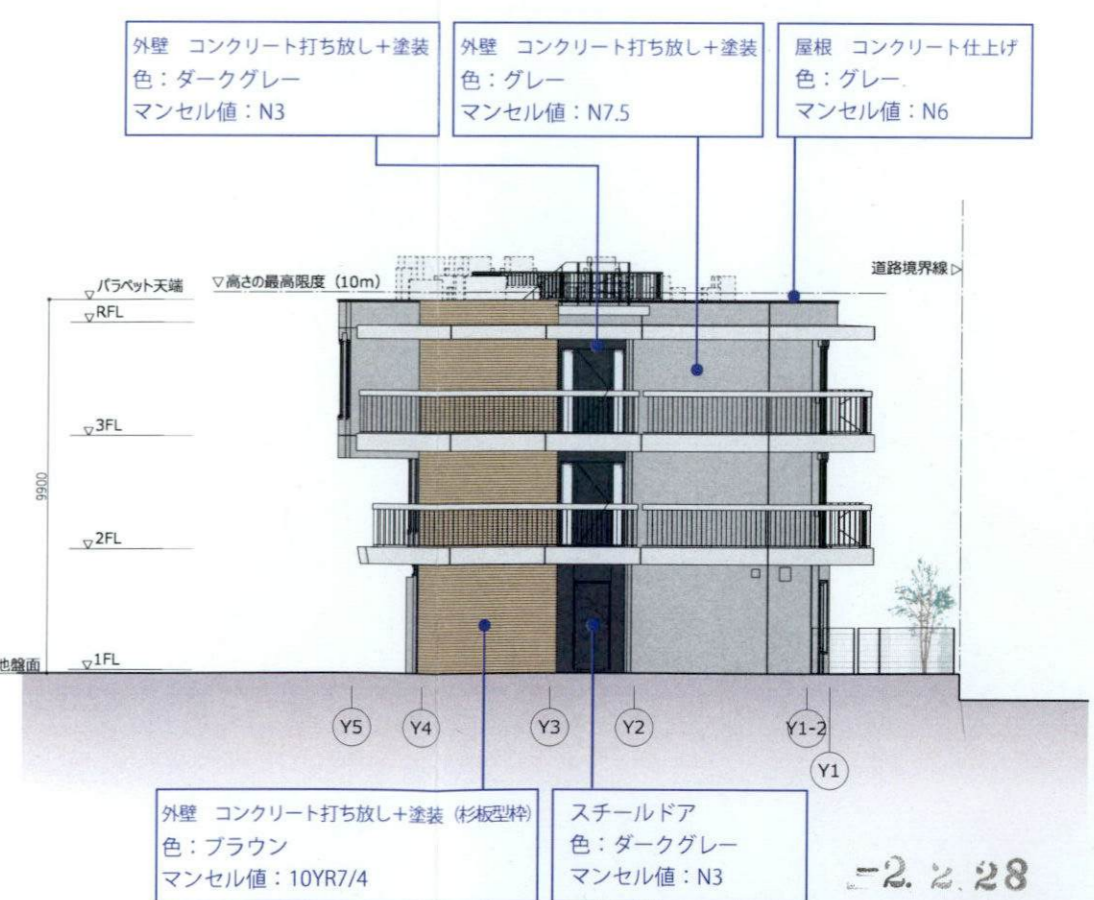 外壁　コンクリート打ち放し＋塗装
色：ダークグレー
マンセル値：N3
外壁　コンクリート打ち放し＋塗装
色：グレー
マンセル値：N7.5
屋根　コンクリート仕上げ
色：グレー
マンセル値：N6
道路境界線▷
▽高さの最高限度（10m）
▽パラペット天端
▽RFL
▽3FL
9900
▽2FL
地盤面
▽1FL
Y5
Y4
Y3
Y2
Y1-2
Y1
外壁　コンクリート打ち放し＋塗装（杉板型枠）
色：ブラウン
マンセル値：10YR7/4
スチールドア
色：ダークグレー
マンセル値：N3
-2. 2. 28